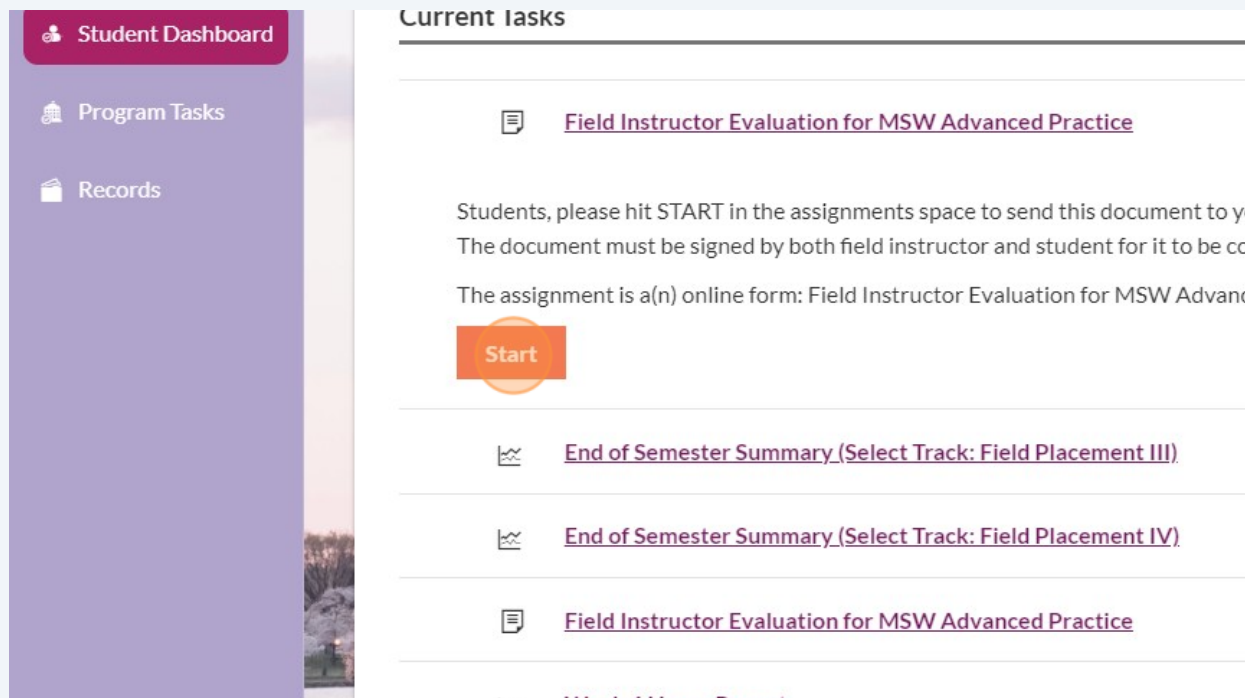 Student Dashboard
Program Tasks
Records
Current Tasks
Field Instructor Evaluation for MSW Advanced Practice
Students, please hit START in the assignments space to send this document to
The document must be signed by both field instructor and student for it to be
The assignment is a(n) online form: Field Instructor Evaluation for MSW
Start
End of Semester Summary (Select Track: Field Placement III)
End of Semester Summary (Select Track: Field Placement IV)
Field Instructor Evaluation for MSW Advanced Practice